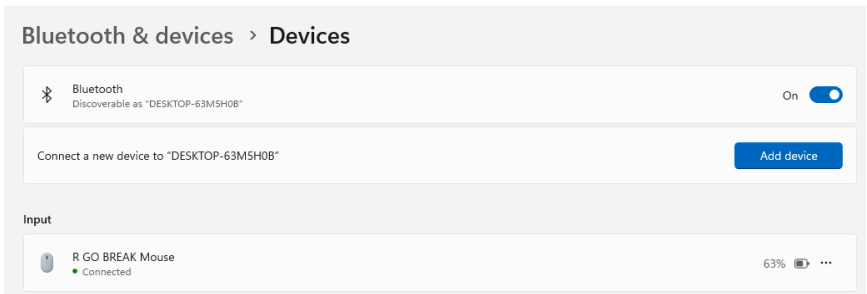 Bluetooth & devices > Devices
Bluetooth
Discoverable as "DESKTOP-63M5H0B"
On
Connect a new device to "DESKTOP-63M5H0B"
Add device
Input
R GO BREAK Mouse
Connected
63%